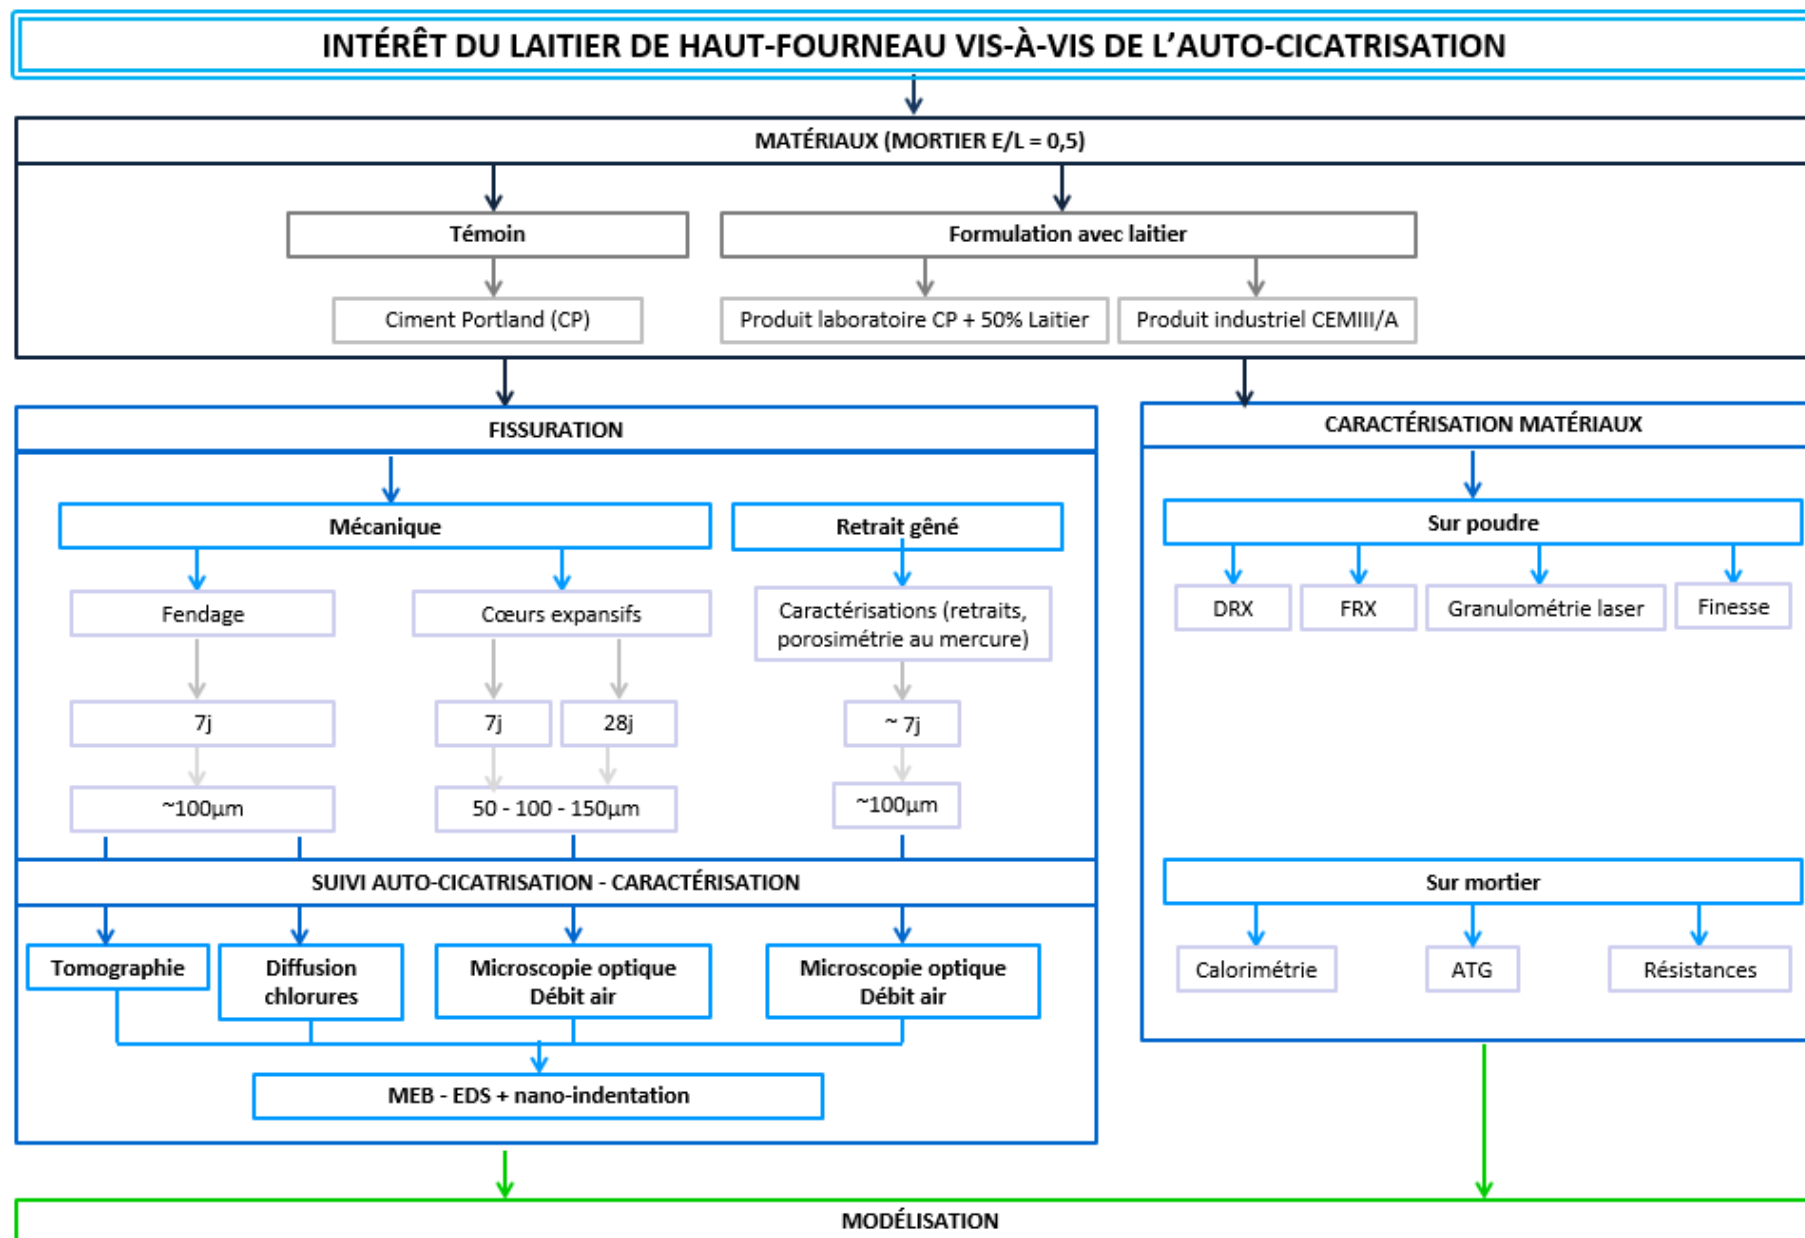 INTÉRÊT DU LAITIER DE HAUT-FOURNEAU VIS-À-VIS DE L’AUTO-CICATRISATION
MATÉRIAUX (MORTIER E/L = 0,5)
Témoin
Formulation avec laitier
Ciment Portland (CP)
Produit laboratoire CP + 50% Laitier
Produit industriel CEMIII/A
FISSURATION
Mécanique
Retrait gêné
Fendage
Cœurs expansifs
Caractérisations (retraits,
porosimétrie au mercure)
7j
7j
28j
~ 7j
~100µm
50 - 100 - 150µm
~100µm
SUIVI AUTO-CICATRISATION - CARACTÉRISATION
Tomographie
Diffusion
chlorures
Microscopie optique
Débit air
Microscopie optique
Débit air
MEB - EDS + nano-indentation
CARACTÉRISATION MATÉRIAUX
Sur poudre
DRX
FRX
Granulométrie laser
Finesse
Sur mortier
Calorimétrie
ATG
Résistances
MODÉLISATION